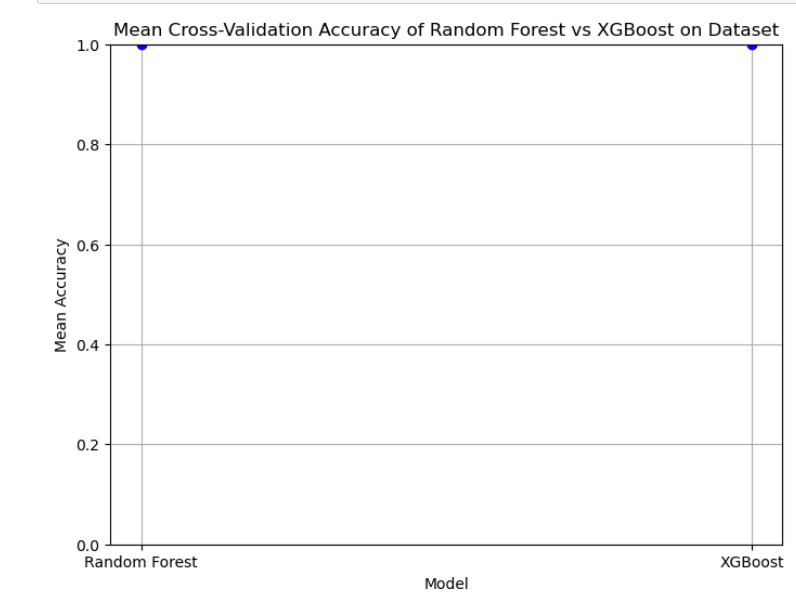 Mean Cross-Validation Accuracy of Random Forest vs XGBoost on Dataset
1.0
0.8
0.6
0.4
0.2
0.0
Mean Accuracy
Random Forest XGBoost
Model